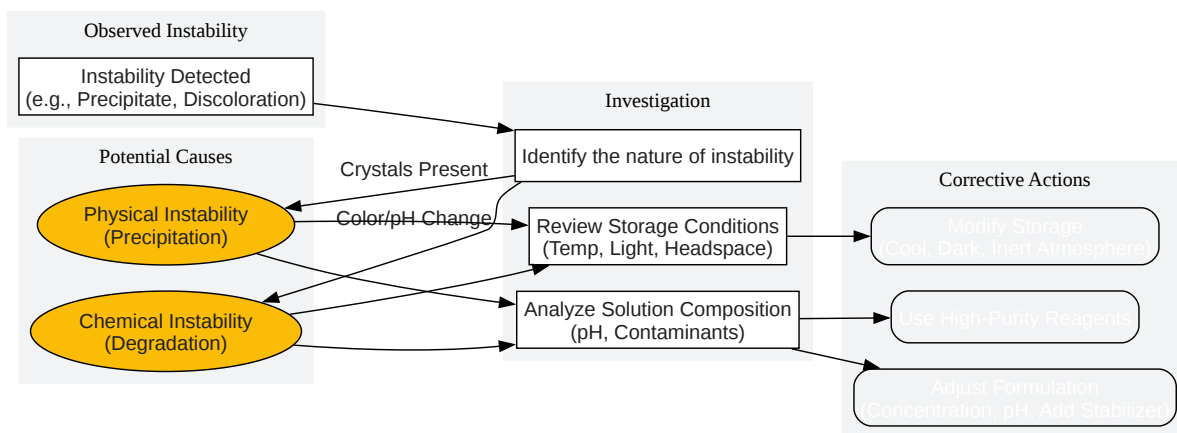 Observed Instability
Instability Detected
(e.g., Precipitate, Discoloration)
Potential Causes
Physical Instability
(Precipitation)
Chemical Instability
(Degradation)
Crystals Present
Color/pH Change
Investigation
Identify the nature of instability
Review Storage Conditions
(Temp, Light, Headspace)
Analyze Solution Composition
(pH, Contaminants)
Corrective Actions
Modify Storage
(Cool, Dark, Inert Atmosphere)
Use High-Purity Reagents
Adjust Formulation
(Concentration, pH, Add Stabilizer)